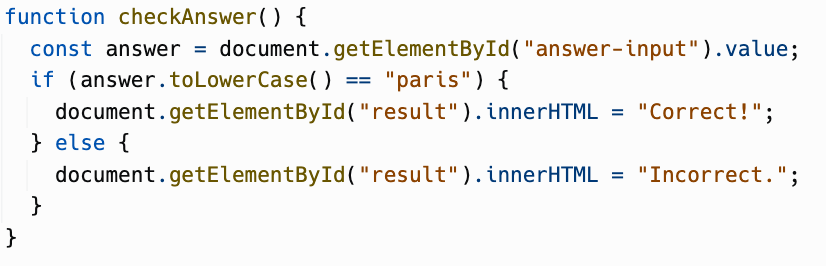 function checkAnswer() {
  const answer = document.getElementById("answer-input").value;
  if (answer.toLowerCase() == "paris") {
    document.getElementById("result").innerHTML = "Correct!";
  } else {
    document.getElementById("result").innerHTML = "Incorrect.";
  }
}